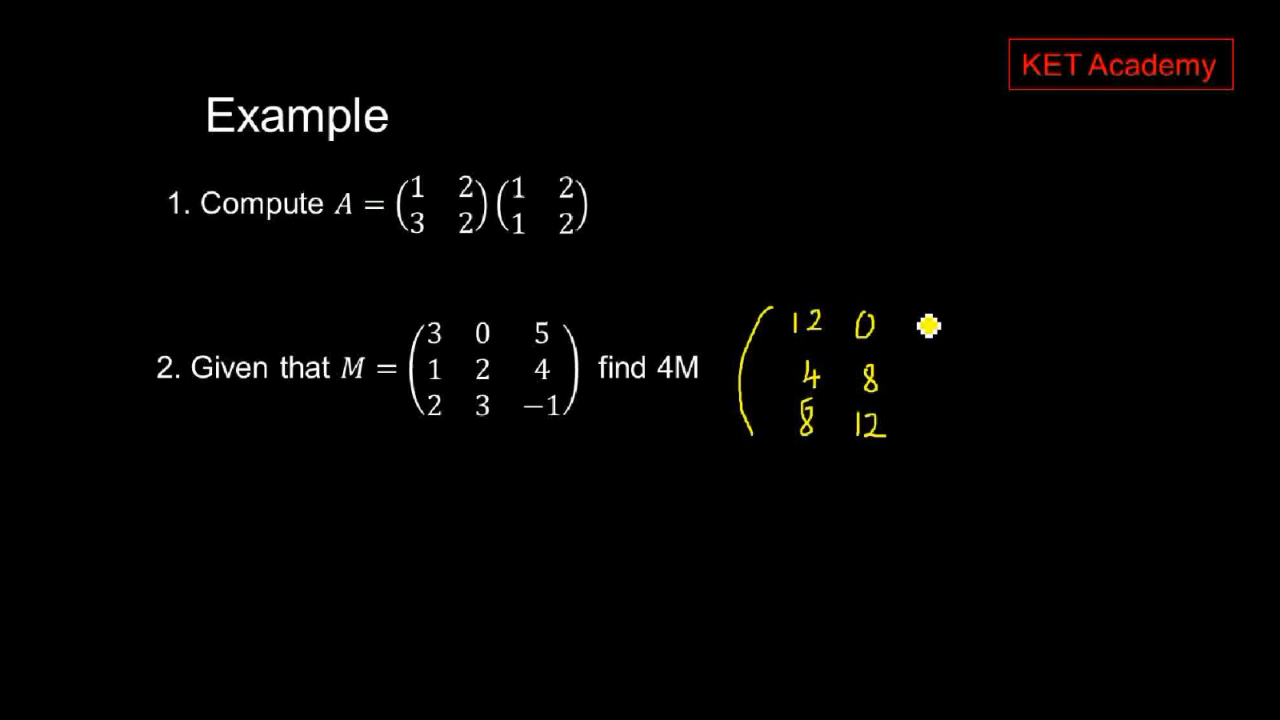 KET Academy
Example
1. Compute A = (1 2
3 2) (1 2
1 2)
2. Given that M = (3 0 5
1 2 4
2 3 −1) find 4M
(12 0
4 8
8 12